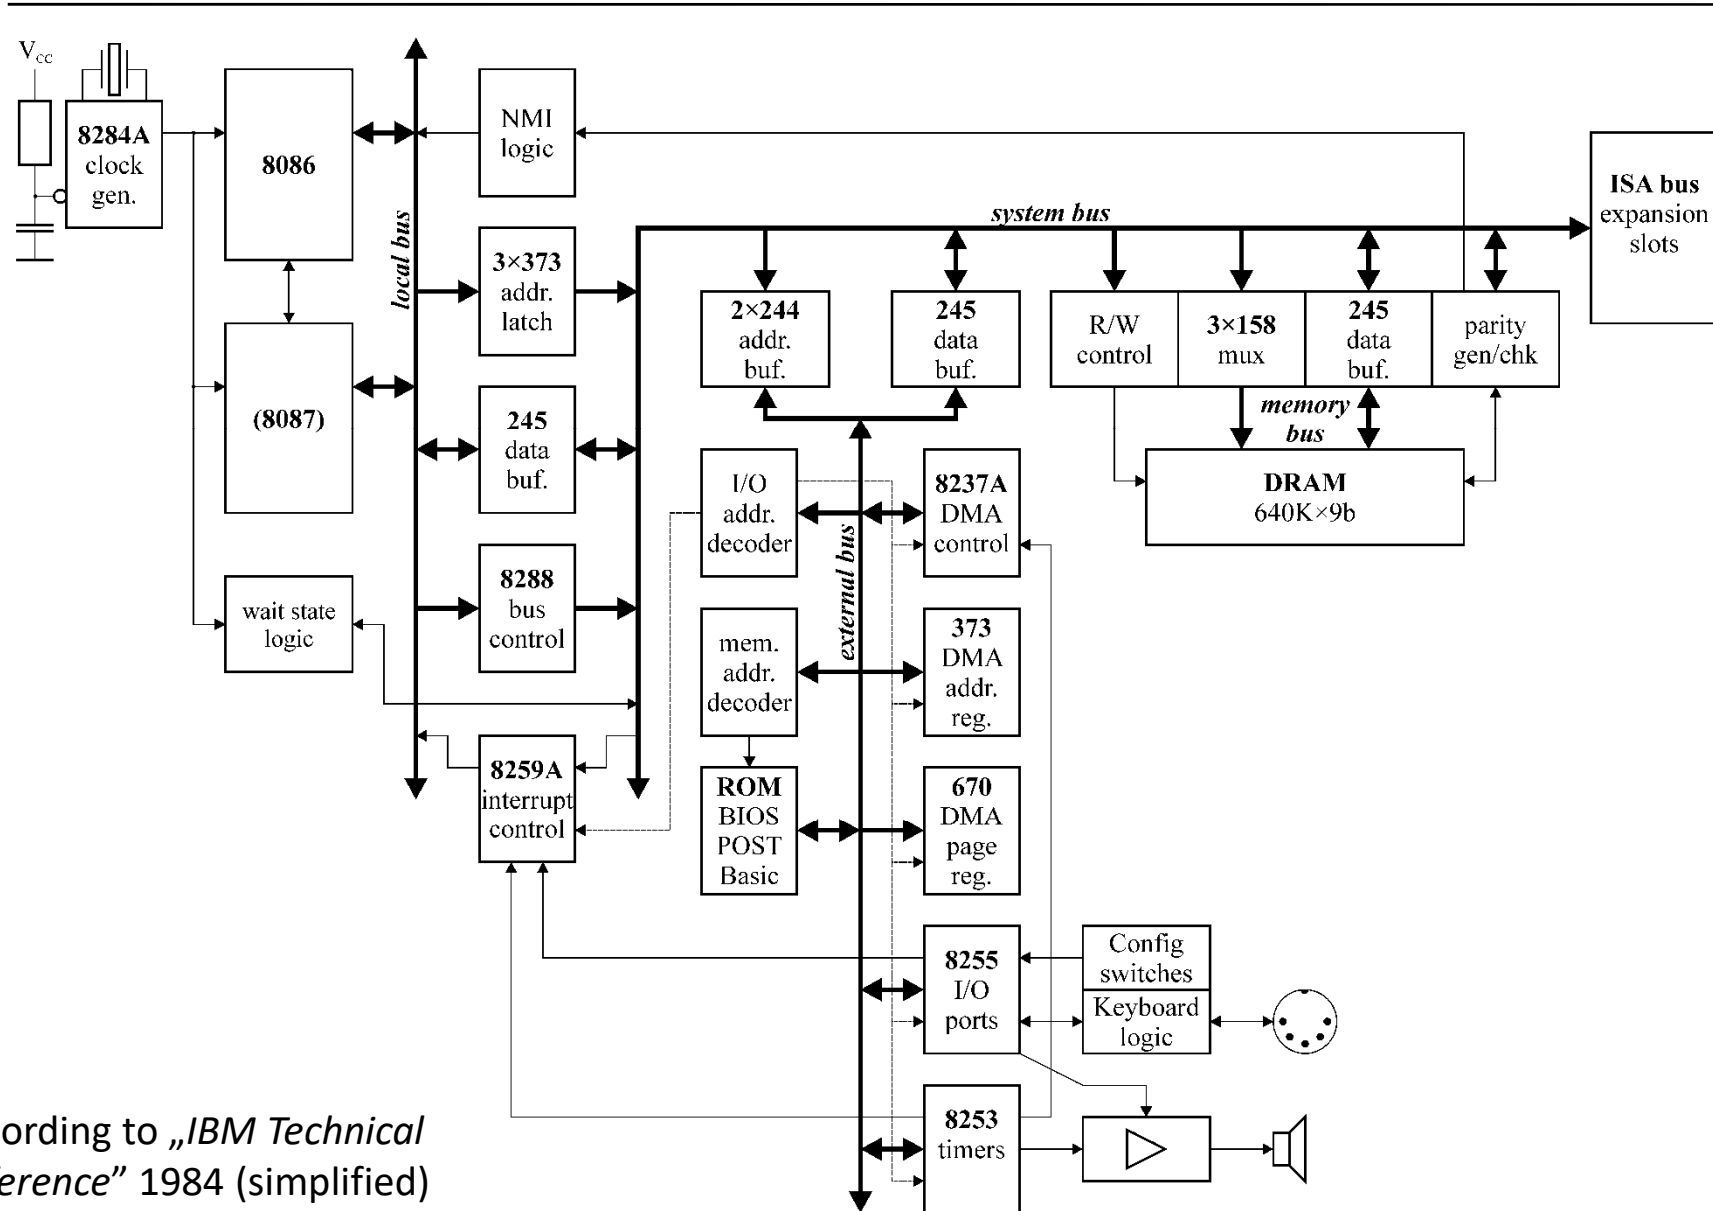 V_CC
8284A
clock
gen.
8086
(8087)
wait state
logic
local bus
NMI
logic
3×373
addr.
latch
245
data
buf.
8288
bus
control
8259A
interrupt
control
system bus
2×244
addr.
buf.
245
data
buf.
R/W
control
3×158
mux
245
data
buf.
parity
gen/chk
ISA bus
expansion
slots
memory
bus
DRAM
640K×9b
I/O
addr.
decoder
mem.
addr.
decoder
ROM
BIOS
POST
Basic
external bus
8237A
DMA
control
373
DMA
addr.
reg.
670
DMA
page
reg.
8255
I/O
ports
8253
timers
Config
switches
Keyboard
logic
ording to „IBM Technical
erence” 1984 (simplified)